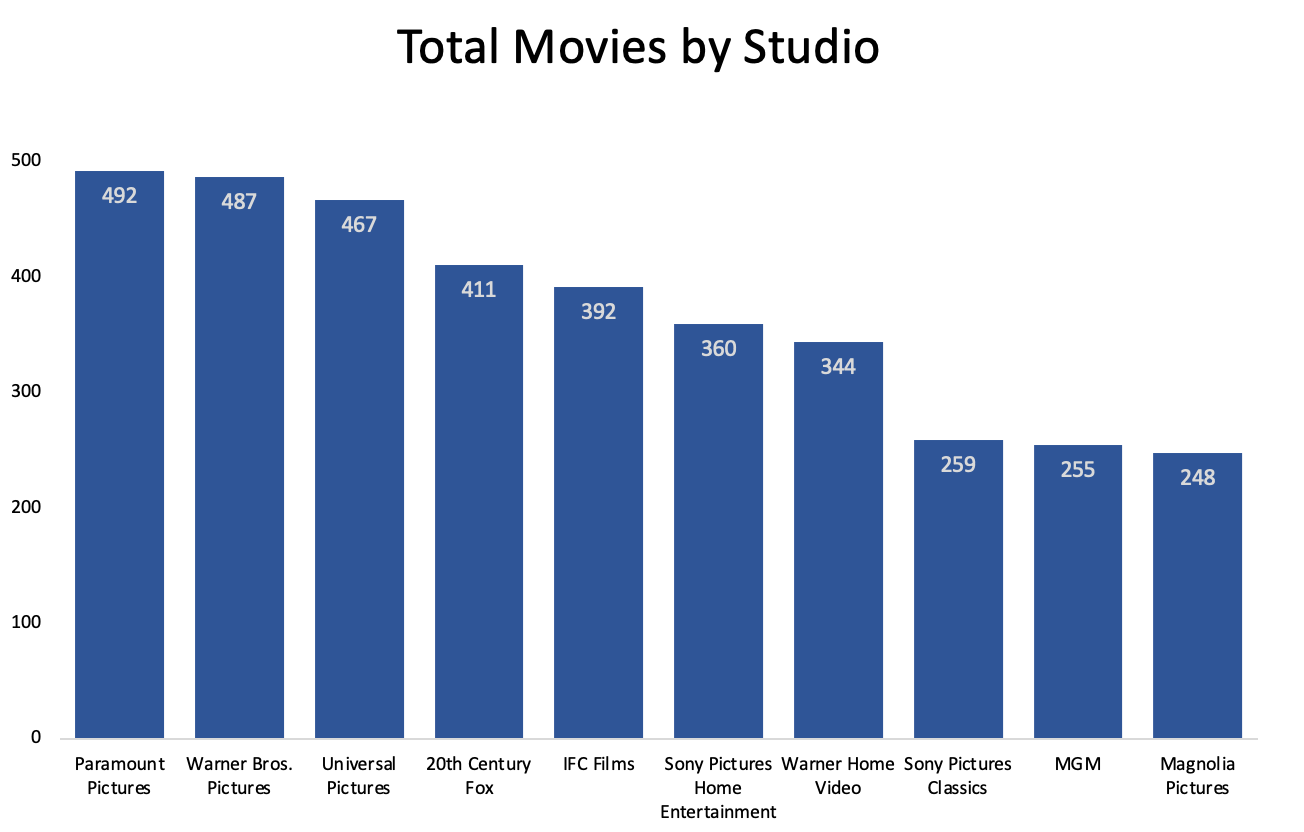 Total Movies by Studio
500
400
300
200
100
0
492
487
467
411
392
360
344
259
255
248
Paramount
Pictures
Warner Bros.
Pictures
Universal
Pictures
20th Century
Fox
IFC Films
Sony Pictures
Home
Entertainment
Warner Home
Video
Sony Pictures
Classics
MGM
Magnolia
Pictures